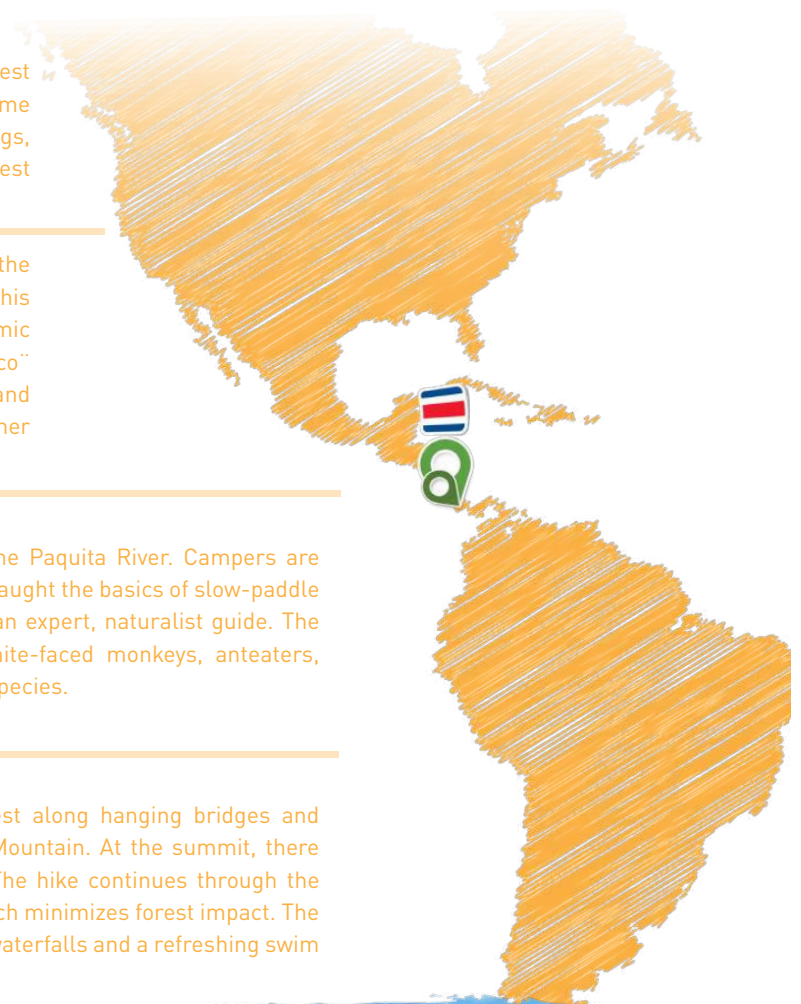 est
me
gs,
est
the
his
mic
co¨
and
her
he Paquita River. Campers are
aught the basics of slow-paddle
an expert, naturalist guide. The
ite-faced monkeys, anteaters,
pecies.
est along hanging bridges and
Mountain. At the summit, there
The hike continues through the
ch minimizes forest impact. The
waterfalls and a refreshing swim